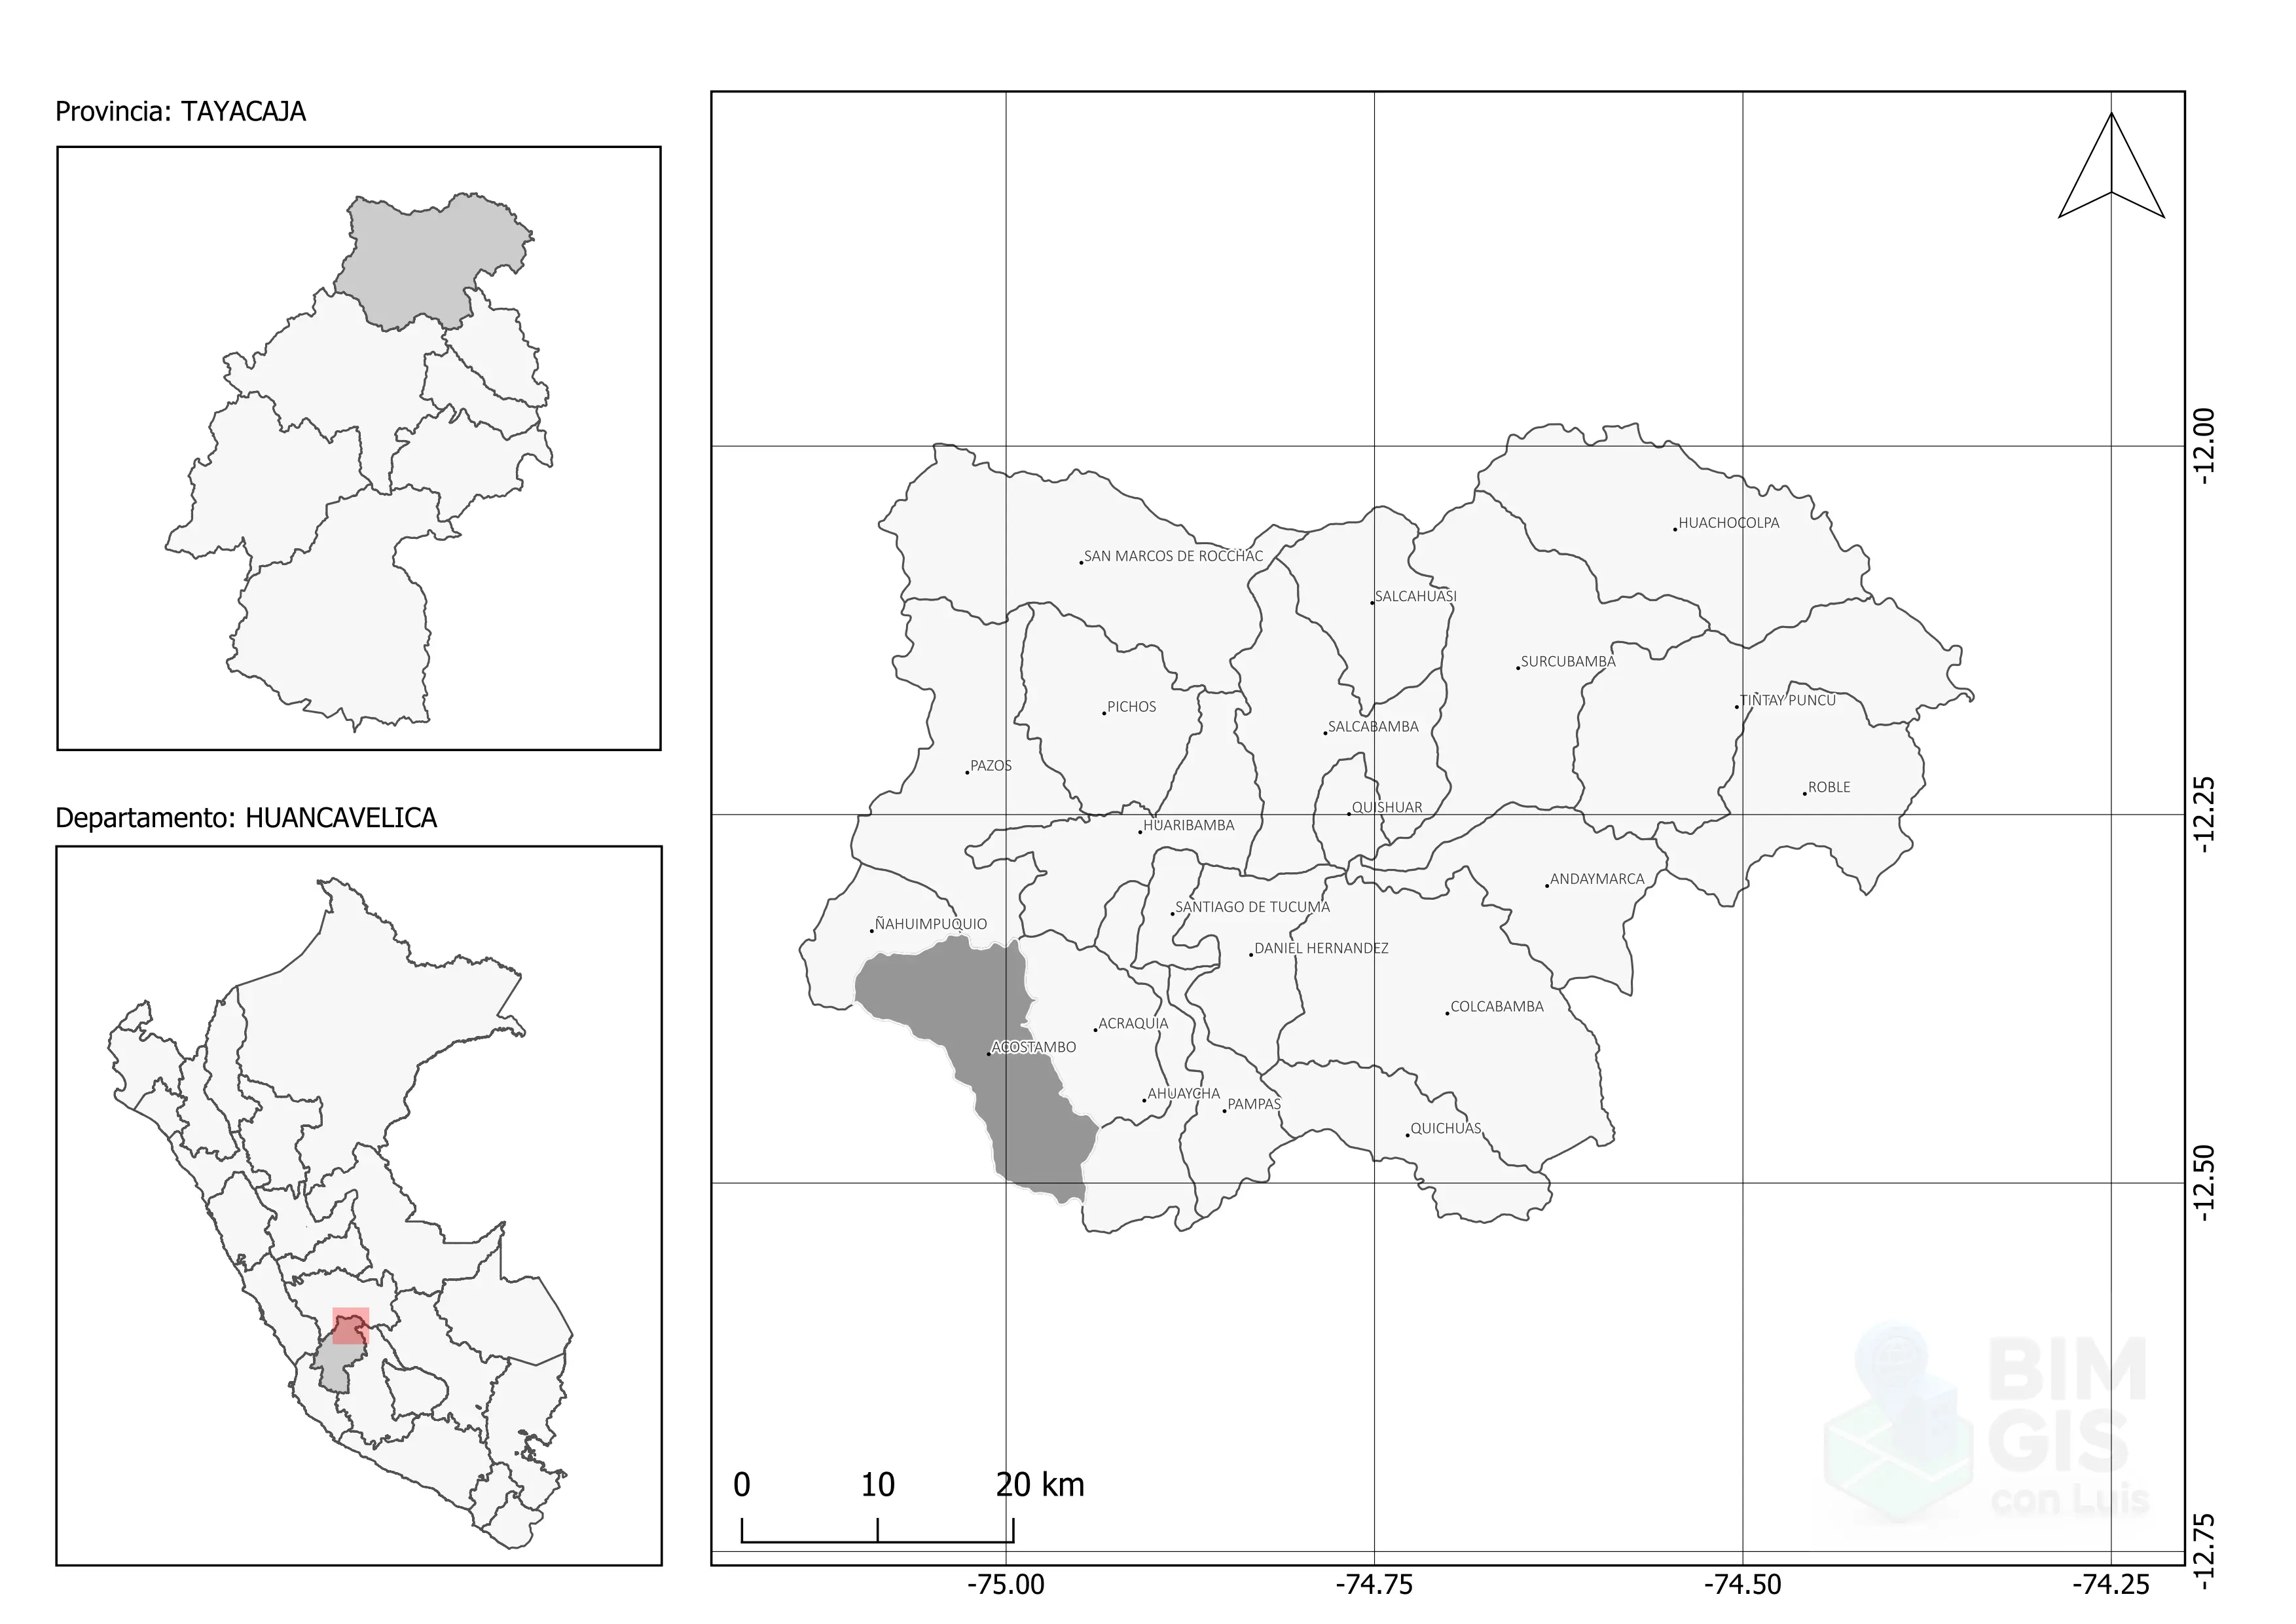 Provincia: TAYACAJA
Departamento: HUANCAVELICA
HUACHOCOLPA
SAN MARCOS DE ROCCHAC
SALCAHUASI
SURCUBAMBA
TINTAY PUNCU
PICHOS
SALCABAMBA
PAZOS
ROBLE
QUISHUAR
HUARIBAMBA
ANDAYMARCA
SANTIAGO DE TUCUMA
ÑAHUIMPUQUIO
DANIEL HERNANDEZ
COLCABAMBA
ACRAQUIA
ACOSTAMBO
AHUAYCHA
PAMPAS
QUICHUAS
-12.00
-12.25
-12.50
-12.75
BIM
GIS
con Luis
0 10 20 km
-75.00 -74.75 -74.50 -74.25